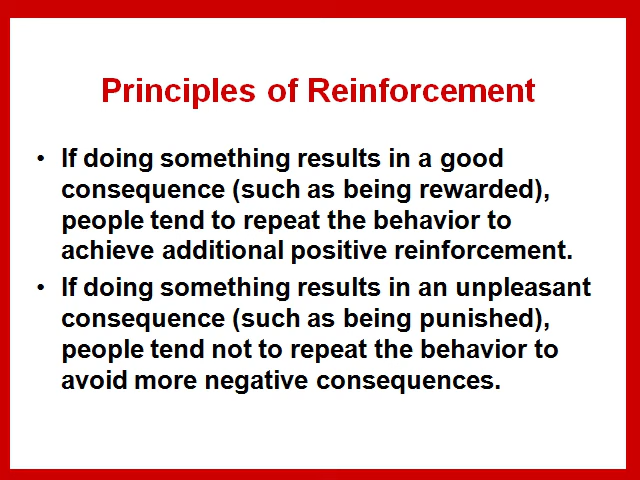 Principles of Reinforcement
• If doing something results in a good
consequence (such as being rewarded),
people tend to repeat the behavior to
achieve additional positive reinforcement.
• If doing something results in an unpleasant
consequence (such as being punished),
people tend not to repeat the behavior to
avoid more negative consequences.